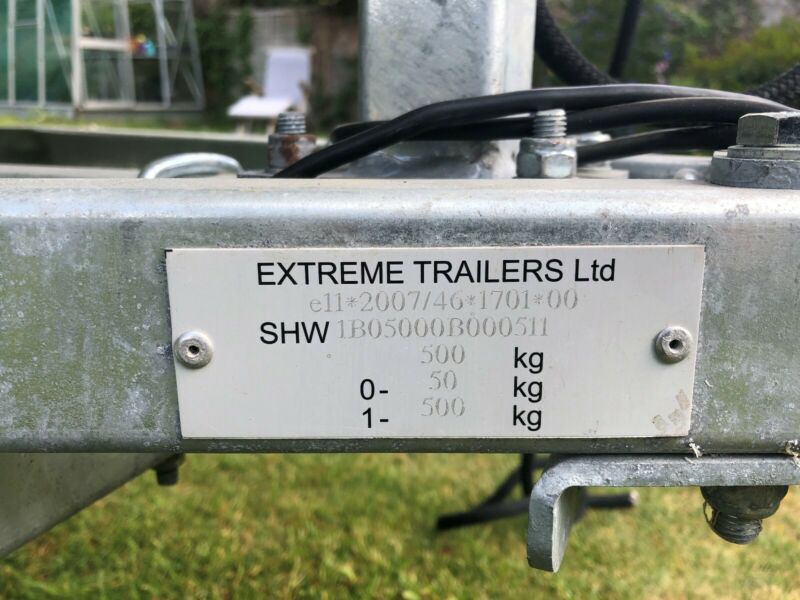 EXTREME TRAILERS Ltd
e11*2007/46*1701*00
SHW 1B05000B000511
500 kg
0- 50 kg
1- 500 kg